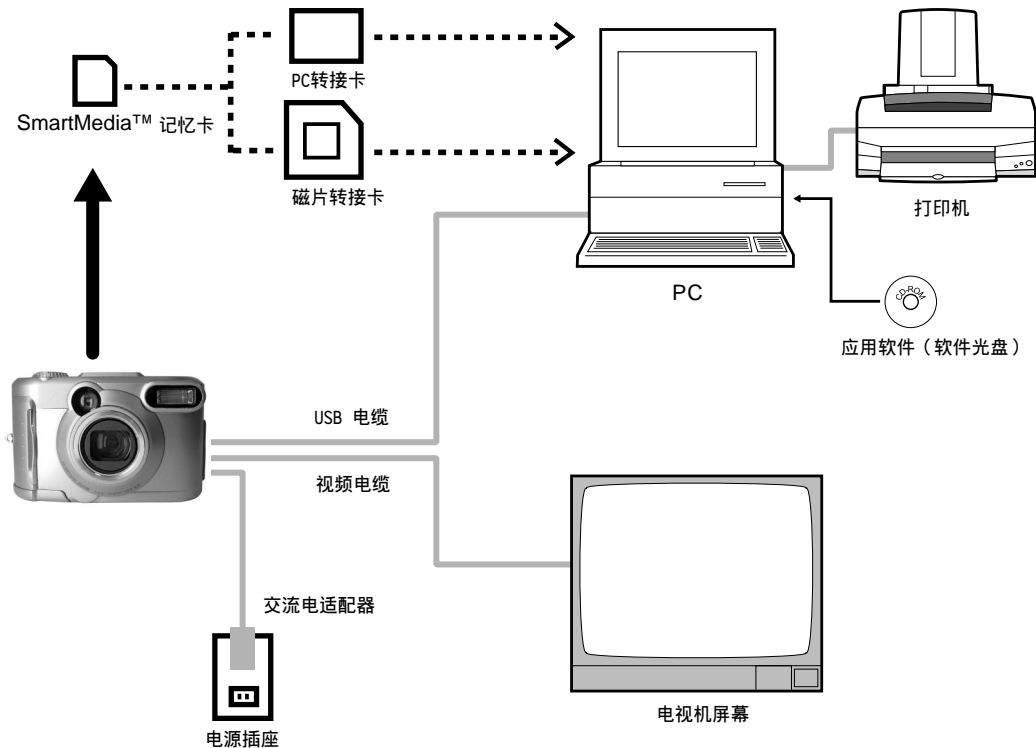 PC转接卡
SmartMedia™ 记忆卡
磁片转接卡
打印机
PC
CD-ROM
应用软件（软件光盘）
USB 电缆
视频电缆
交流电适配器
电视机屏幕
电源插座